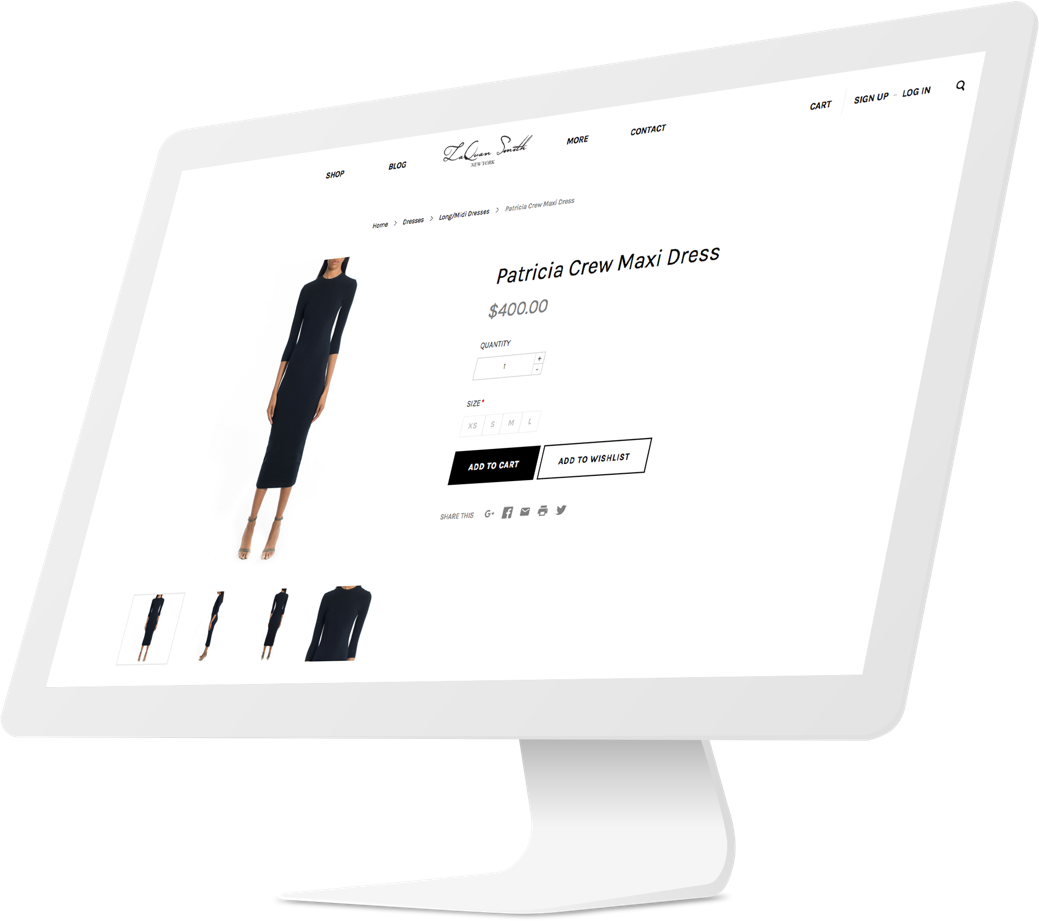 CART SIGN UP - LOG IN
SHOP BLOG LaQuan Smith MORE CONTACT
NEW YORK
Home > Dresses > Long/Midi Dresses > Patricia Crew Maxi Dress
Patricia Crew Maxi Dress
$400.00
QUANTITY
1 +
-
SIZE*
XS S M L
ADD TO CART ADD TO WISHLIST
SHARE THIS G+